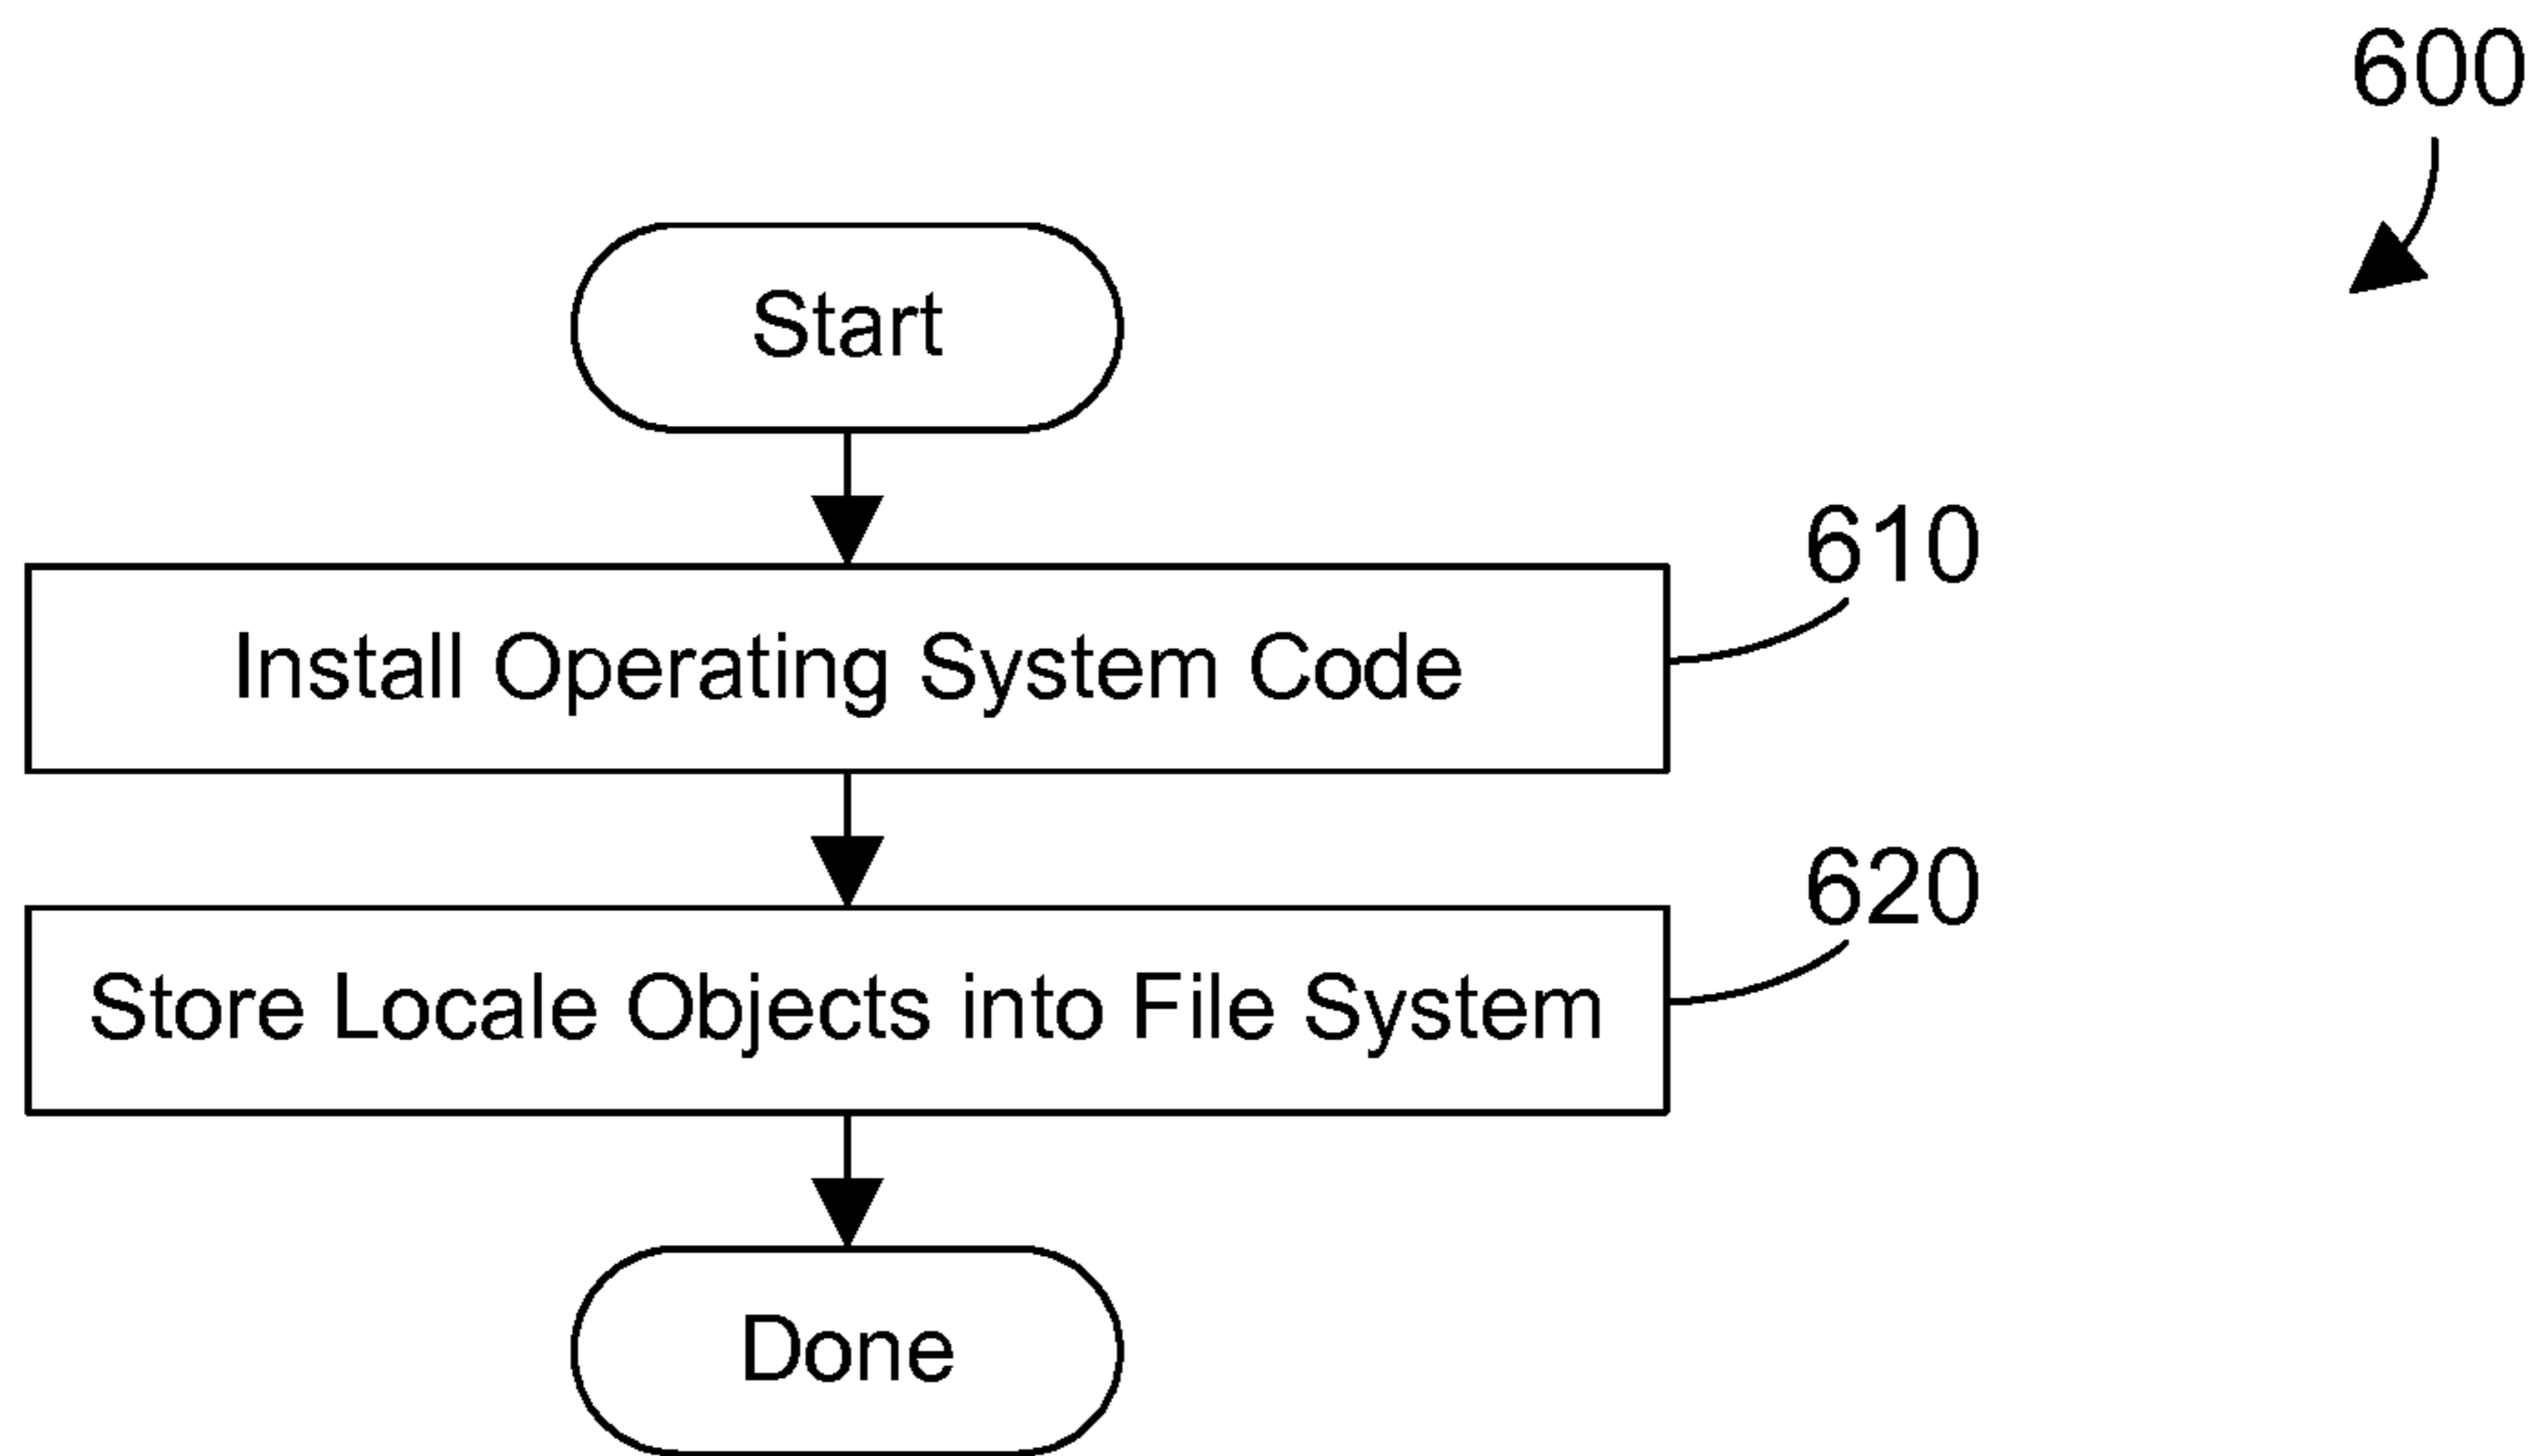 600
Start
610
Install Operating System Code
620
Store Locale Objects into File System
Done